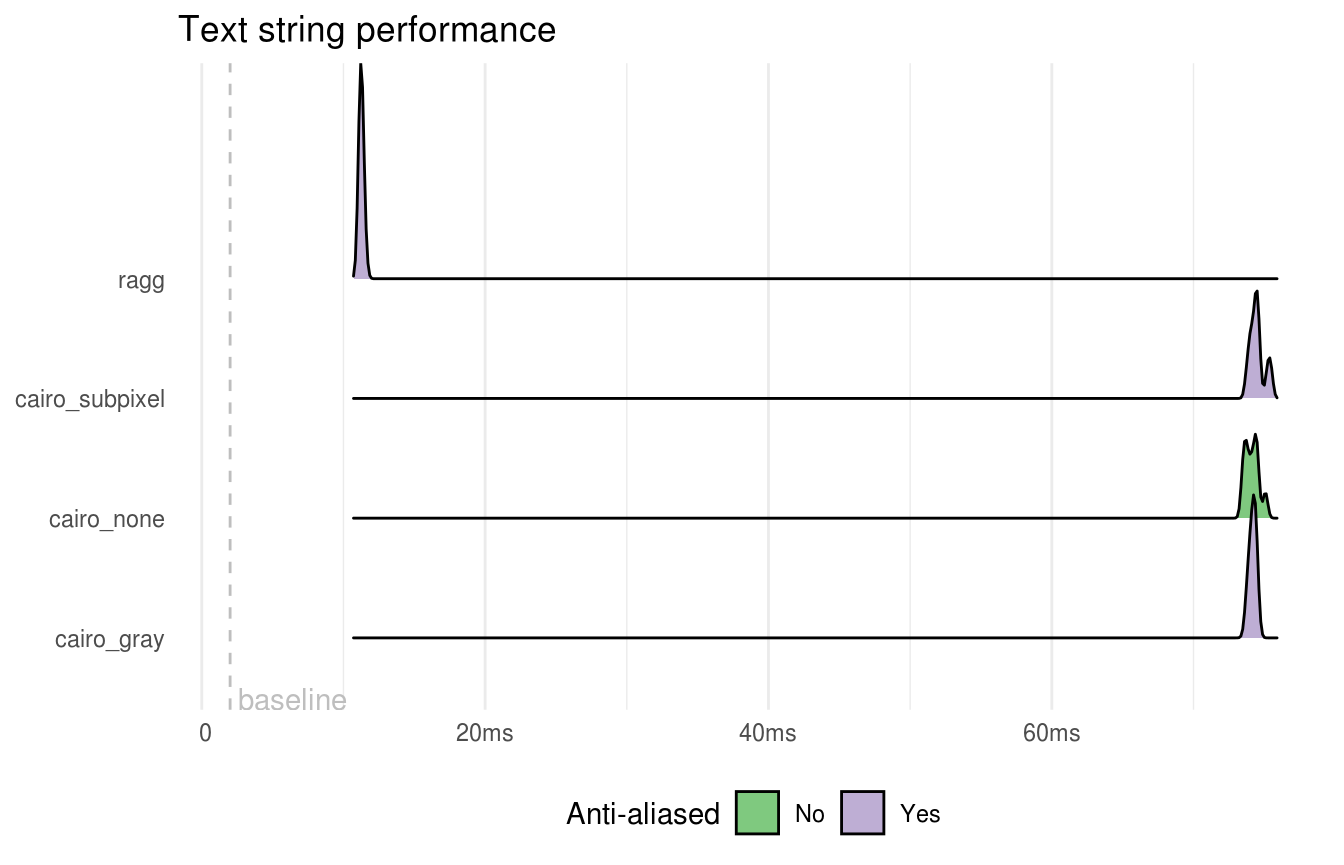 Text string performance
ragg
cairo_subpixel
cairo_none
cairo_gray
baseline
0 20ms 40ms 60ms
Anti-aliased No Yes